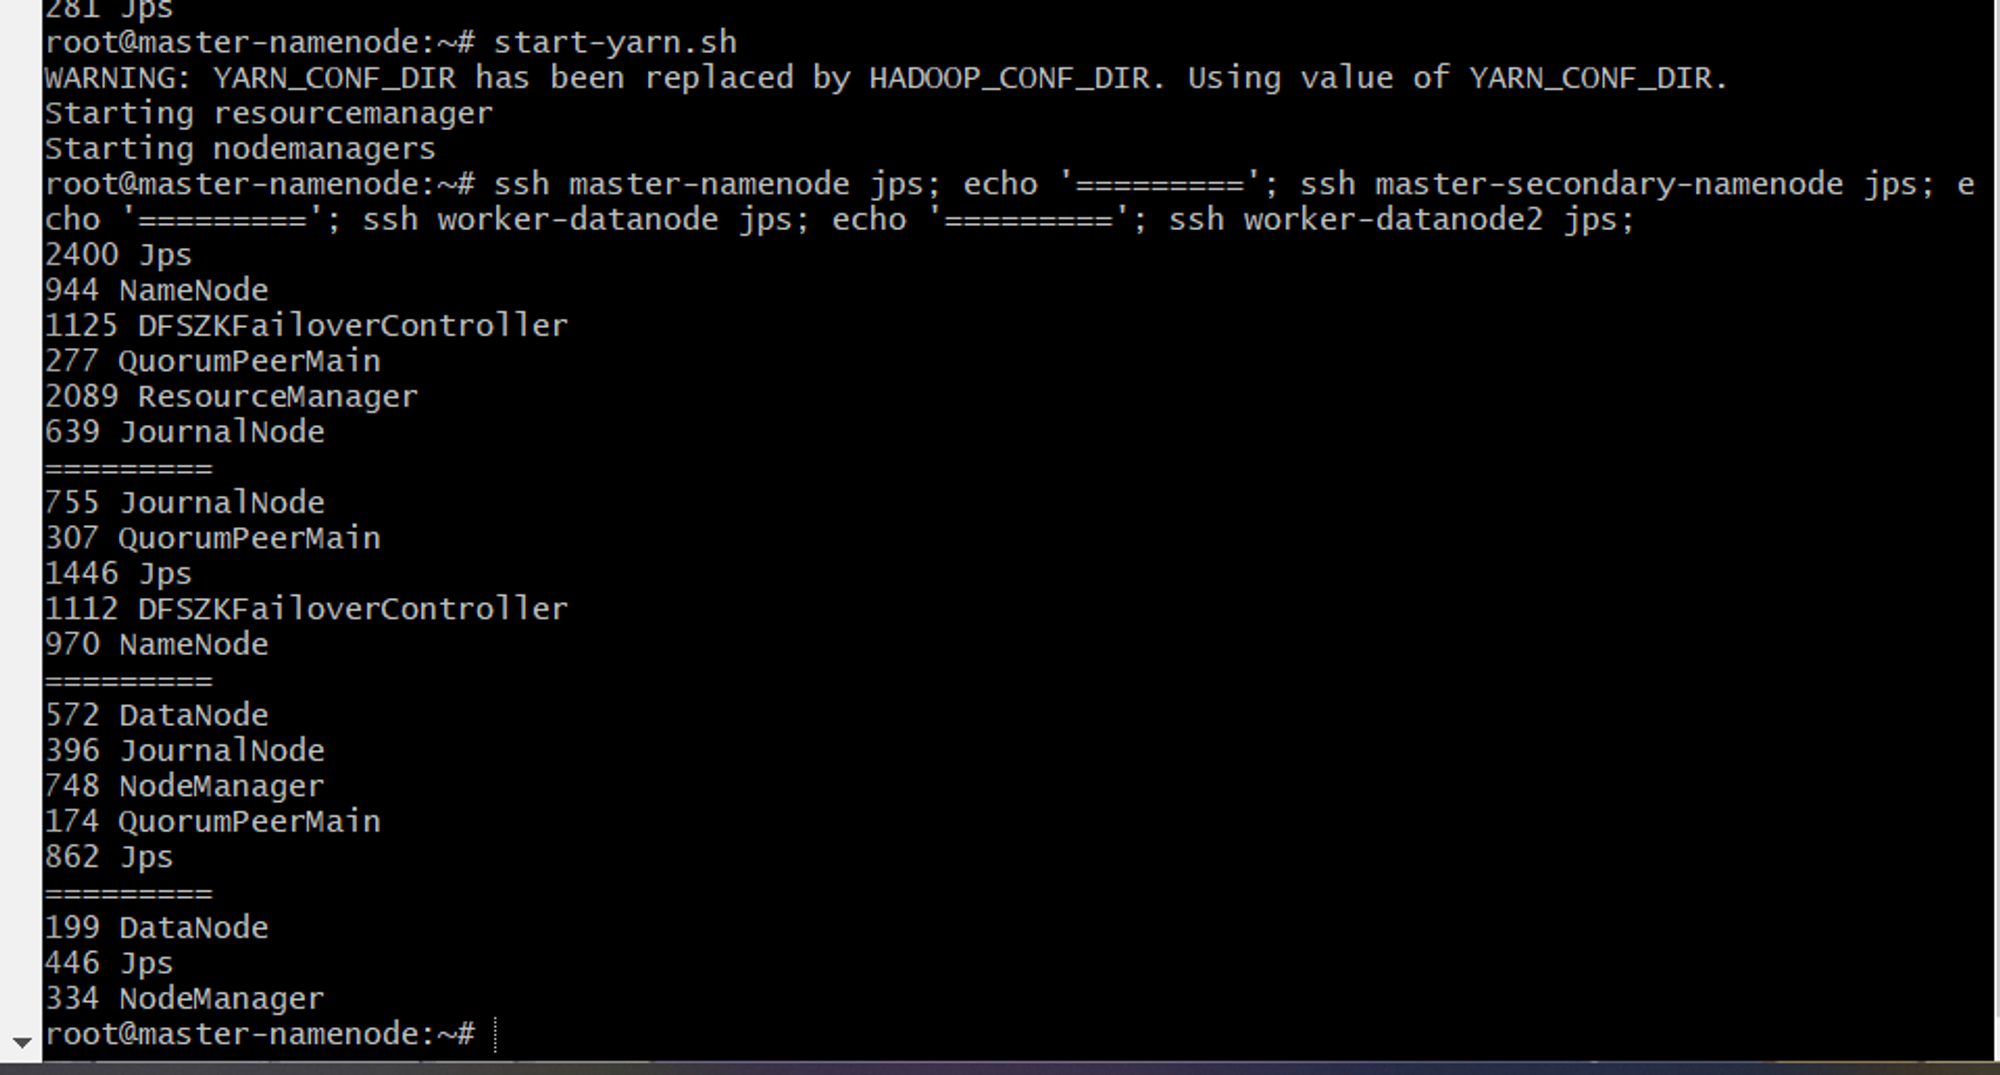 281 Jps
root@master-namenode:~# start-yarn.sh
WARNING: YARN_CONF_DIR has been replaced by HADOOP_CONF_DIR. Using value of YARN_CONF_DIR.
Starting resourcemanager
Starting nodemanagers
root@master-namenode:~# ssh master-namenode jps; echo '========='; ssh master-secondary-namenode jps; e
cho '========='; ssh worker-datanode jps; echo '========='; ssh worker-datanode2 jps;
2400 Jps
944 NameNode
1125 DFSZKFailoverController
277 QuorumPeerMain
2089 ResourceManager
639 JournalNode
=========
755 JournalNode
307 QuorumPeerMain
1446 Jps
1112 DFSZKFailoverController
970 NameNode
=========
572 DataNode
396 JournalNode
748 NodeManager
174 QuorumPeerMain
862 Jps
=========
199 DataNode
446 Jps
334 NodeManager
root@master-namenode:~#